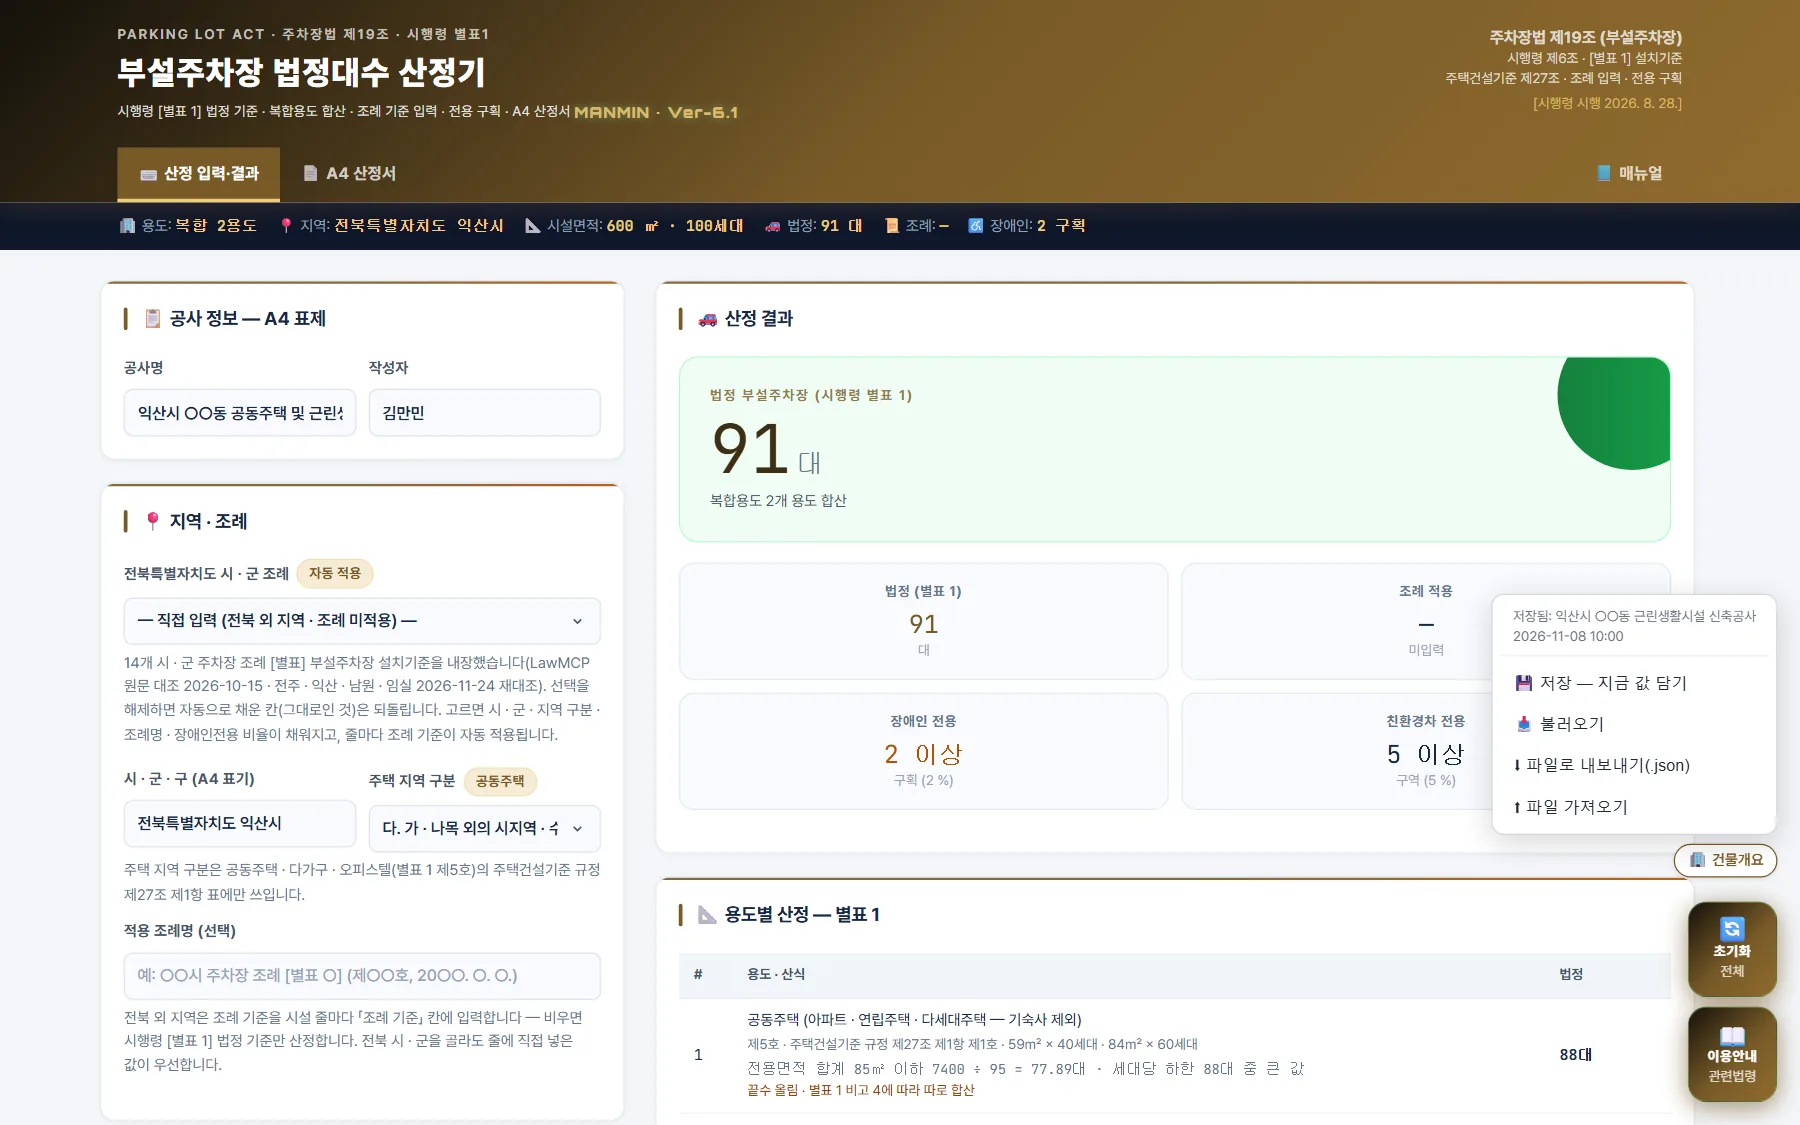 PARKING LOT ACT · 주차장법 제19조 · 시행령 별표1
부설주차장 법정대수 산정기
시행령 [별표 1] 법정 기준 · 복합용도 합산 · 조례 기준 입력 · 전용 구획 · A4 산정서 MANMIN · Ver-6.1
주차장법 제19조 (부설주차장)
시행령 제6조 · [별표 1] 설치기준
주택건설기준 제27조 · 조례 입력 · 전용 구획
[시행령 시행 2026. 8. 28.]
산정 입력·결과
A4 산정서
매뉴얼
용도: 복합 2용도
지역: 전북특별자치도 익산시
시설면적: 600 ㎡ · 100세대
법정: 91 대
조례: —
장애인: 2 구획
공사 정보 — A4 표제
공사명
작성자
익산시 〇〇동 공동주택 및 근린생
김만민
지역 · 조례
전북특별자치도 시 · 군 조례 자동 적용
— 직접 입력 (전북 외 지역 · 조례 미적용) —
14개 시 · 군 주차장 조례 [별표] 부설주차장 설치기준을 내장했습니다(LawMCP
원문 대조 2026-10-15 · 전주 · 익산 · 남원 · 임실 2026-11-24 재대조). 선택을
해제하면 자동으로 채운 칸(그대로인 것)은 되돌립니다. 고르면 시 · 군 · 지역 구분 ·
조례명 · 장애인전용 비율이 채워지고, 줄마다 조례 기준이 자동 적용됩니다.
시 · 군 · 구 (A4 표기)
주택 지역 구분 공동주택
전북특별자치도 익산시
다. 가 · 나목 외의 시지역 · 수
주택 지역 구분은 공동주택 · 다가구 · 오피스텔(별표 1 제5호)의 주택건설기준 규정
제27조 제1항 표에만 쓰입니다.
적용 조례명 (선택)
예: 〇〇시 주차장 조례 [별표 〇] (제〇〇호, 20〇〇. 〇. 〇.)
전북 외 지역은 조례 기준을 시설 줄마다 「조례 기준」 칸에 입력합니다 — 비우면
시행령 [별표 1] 법정 기준만 산정합니다. 전북 시 · 군을 골라도 줄에 직접 넣은
값이 우선합니다.
산정 결과
법정 부설주차장 (시행령 별표 1)
91 대
복합용도 2개 용도 합산
법정 (별표 1)
91
대
조례 적용
—
미입력
장애인 전용
2 이상
구획 (2 %)
친환경차 전용
5 이상
구역 (5 %)
저장됨: 익산시 〇〇동 근린생활시설 신축공사
2026-11-08 10:00
저장 — 지금 값 담기
불러오기
⬇ 파일로 내보내기(.json)
⬆ 파일 가져오기
건물개요
초기화
전체
이용안내
관련법령
용도별 산정 — 별표 1
# 용도 · 산식 법정
공동주택 (아파트 · 연립주택 · 다세대주택 — 기숙사 제외)
제5호 · 주택건설기준 규정 제27조 제1항 제1호 · 59m² × 40세대 · 84m² × 60세대
1 전용면적 합계 85㎡ 이하 7400 ÷ 95 = 77.89대 · 세대당 하한 88대 중 큰 값 88대
끝수 올림 · 별표 1 비고 4에 따라 따로 합산